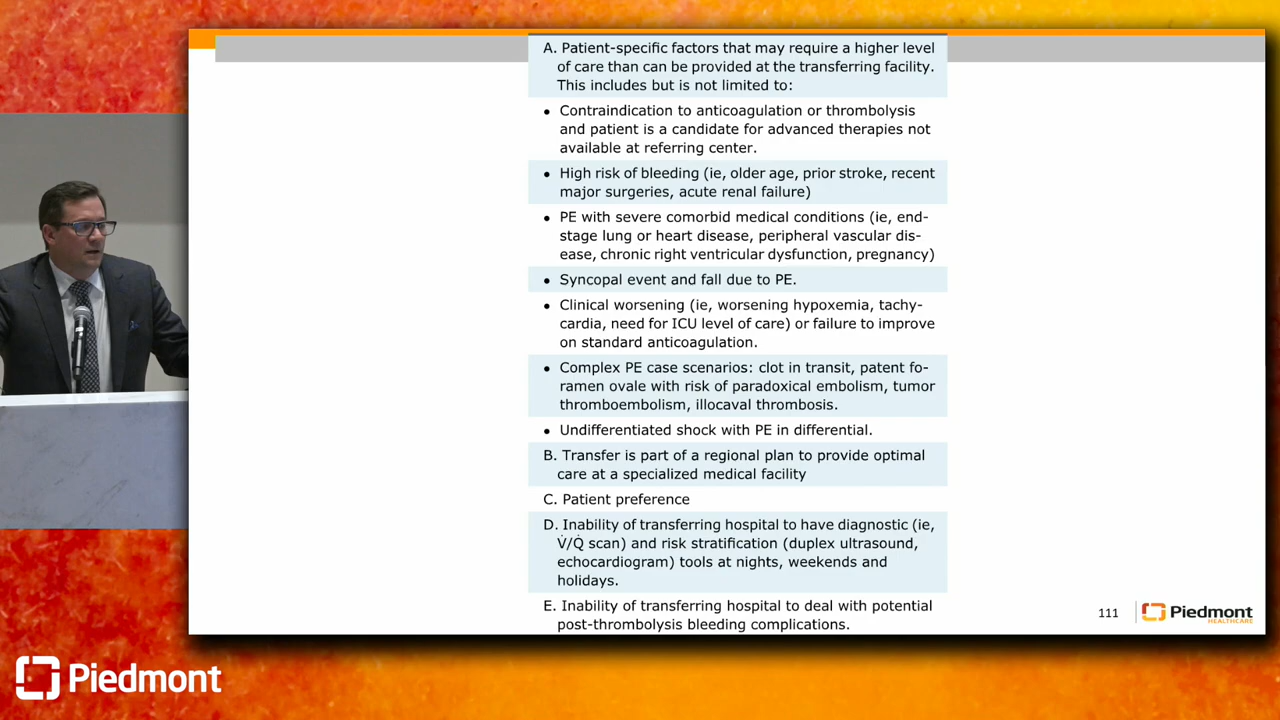 A. Patient-specific factors that may require a higher level
of care than can be provided at the transferring facility.
This includes but is not limited to:
• Contraindication to anticoagulation or thrombolysis
and patient is a candidate for advanced therapies not
available at referring center.
• High risk of bleeding (ie, older age, prior stroke, recent
major surgeries, acute renal failure)
• PE with severe comorbid medical conditions (ie, end-
stage lung or heart disease, peripheral vascular dis-
ease, chronic right ventricular dysfunction, pregnancy)
• Syncopal event and fall due to PE.
• Clinical worsening (ie, worsening hypoxemia, tachy-
cardia, need for ICU level of care) or failure to improve
on standard anticoagulation.
• Complex PE case scenarios: clot in transit, patent fo-
ramen ovale with risk of paradoxical embolism, tumor
thromboembolism, illocaval thrombosis.
• Undifferentiated shock with PE in differential.
B. Transfer is part of a regional plan to provide optimal
care at a specialized medical facility
C. Patient preference
D. Inability of transferring hospital to have diagnostic (ie,
V̇/Q̇ scan) and risk stratification (duplex ultrasound,
echocardiogram) tools at nights, weekends and
holidays.
E. Inability of transferring hospital to deal with potential
post-thrombolysis bleeding complications.
111
Piedmont
HEALTHCARE
Piedmont